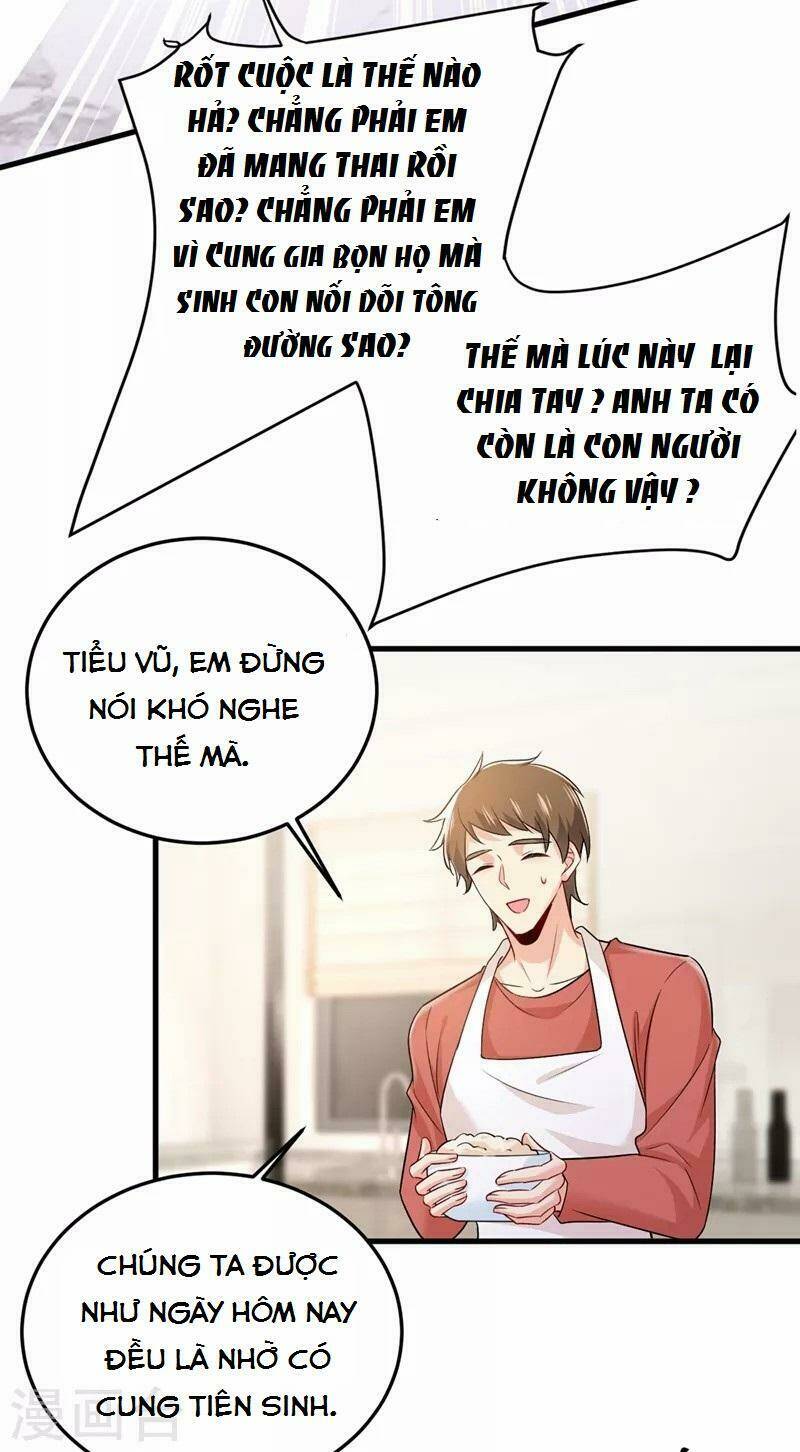 RỐT CUỘC LÀ THẾ NÀO
HẢ? CHẲNG PHẢI EM
ĐÃ MANG THAI RỒI
SAO? CHẲNG PHẢI EM
VÌ CUNG GIA BỌN HỌ MÀ
SINH CON NỐI DÕI TÔNG
ĐƯỜNG SAO?
THẾ MÀ LÚC NÀY LẠI
CHIA TAY ? ANH TA CÓ
CÒN LÀ CON NGƯỜI
KHÔNG VẬY ?
TIỂU VŨ, EM ĐỪNG
NÓI KHÓ NGHE
THẾ MÀ.
CHÚNG TA ĐƯỢC
NHƯ NGÀY HÔM NAY
ĐỀU LÀ NHỜ CÓ
CUNG TIÊN SINH.
漫画台